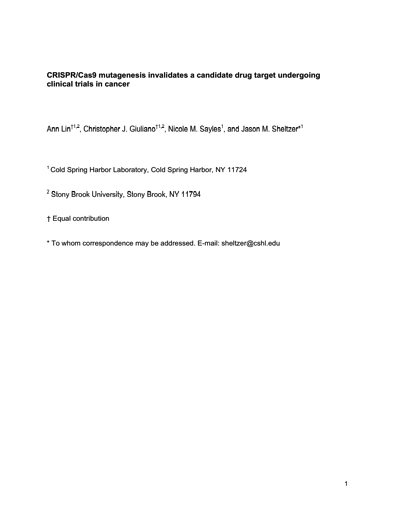 CRISPR/Cas9 mutagenesis invalidates a candidate drug target undergoing
clinical trials in cancer
Ann Lin†1,2, Christopher J. Giuliano†1,2, Nicole M. Sayles1, and Jason M. Sheltzer*1
1 Cold Spring Harbor Laboratory, Cold Spring Harbor, NY 11724
2 Stony Brook University, Stony Brook, NY 11794
† Equal contribution
* To whom correspondence may be addressed. E-mail: sheltzer@cshl.edu
1